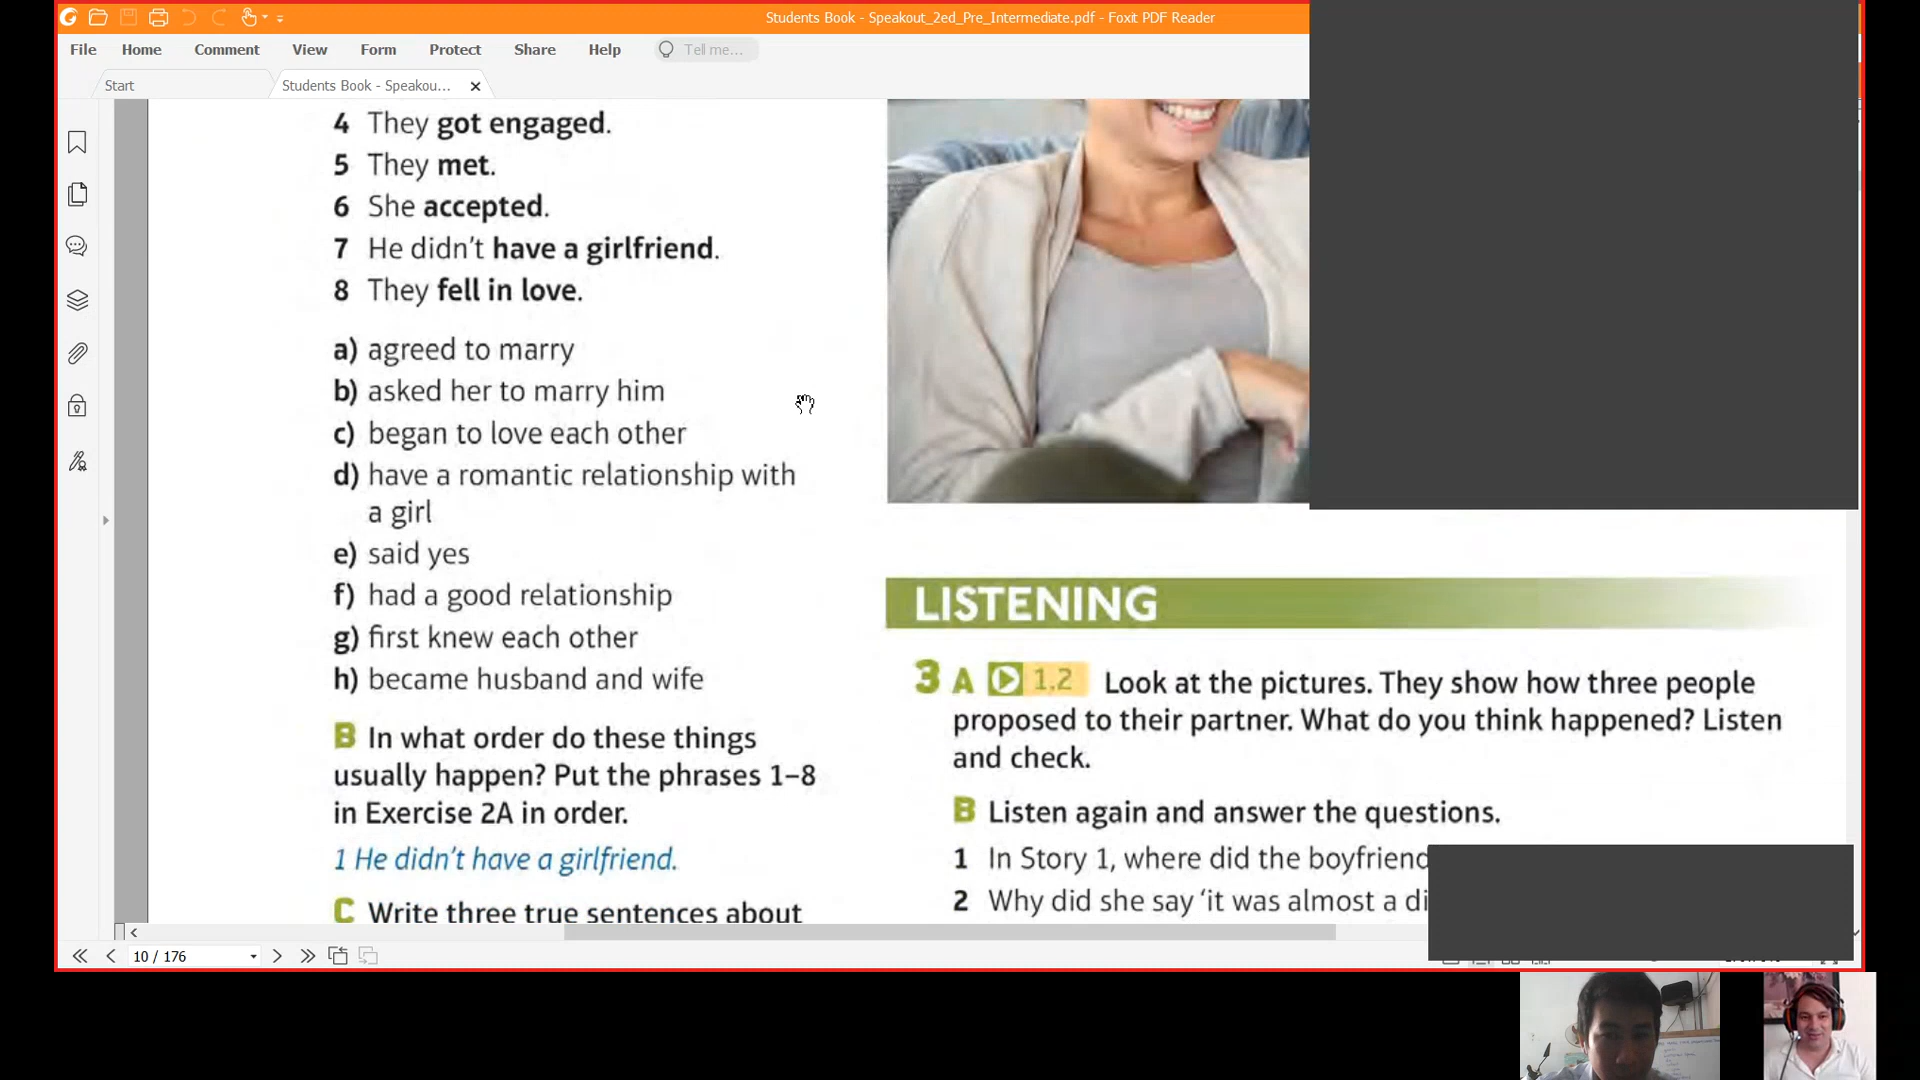 Students Book - Speakout_2ed_Pre_Intermediate.pdf - Foxit PDF Reader
File Home Comment View Form Protect Share Help Tell me...
Start Students Book - Speakou...
4 They got engaged.
5 They met.
6 She accepted.
7 He didn't have a girlfriend.
8 They fell in love.
a) agreed to marry
b) asked her to marry him
c) began to love each other
d) have a romantic relationship with
a girl
e) said yes
f) had a good relationship
g) first knew each other
h) became husband and wife
B In what order do these things
usually happen? Put the phrases 1–8
in Exercise 2A in order.
1 He didn't have a girlfriend.
C Write three true sentences about
LISTENING
3 A 1.2 Look at the pictures. They show how three people
proposed to their partner. What do you think happened? Listen
and check.
B Listen again and answer the questions.
1 In Story 1, where did the boyfriend
2 Why did she say 'it was almost a di
10 / 176